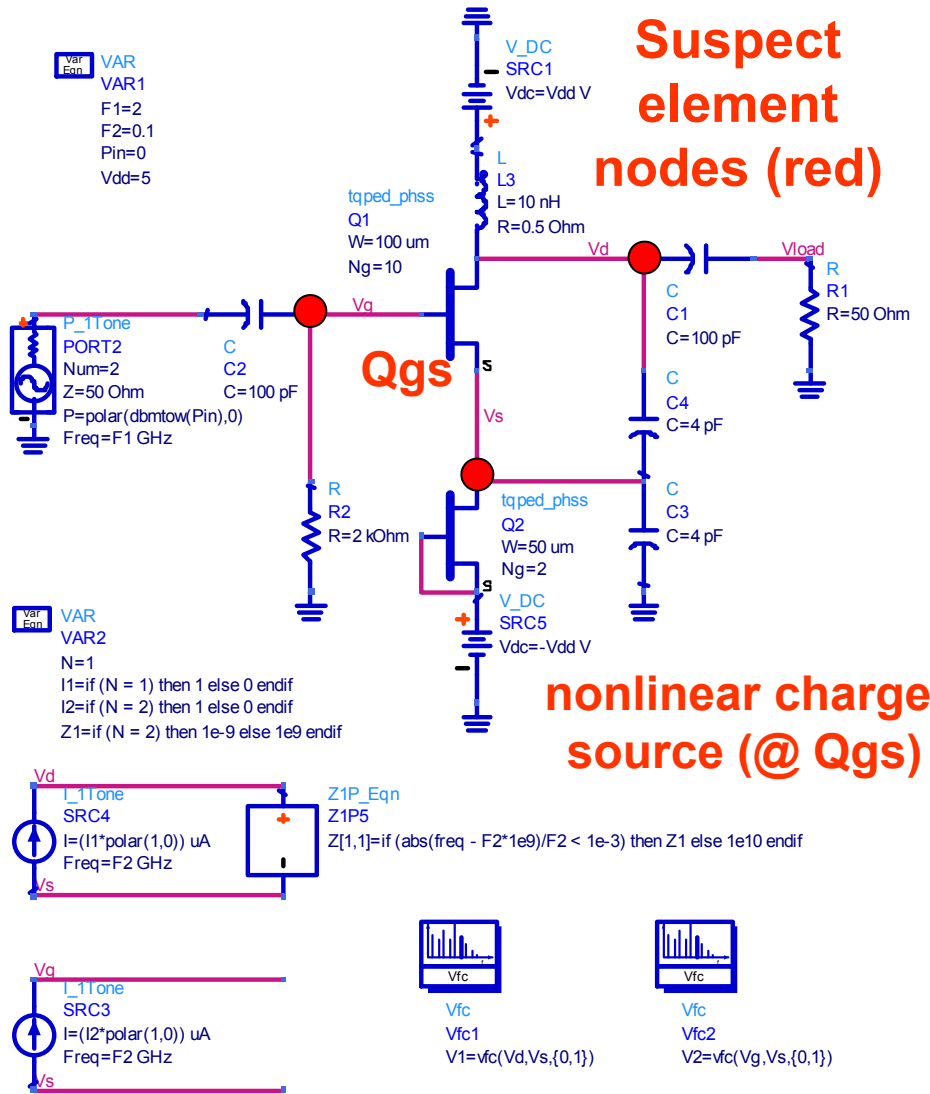 Suspect
element
nodes (red)
Var
Eqn
VAR
VAR1
F1=2
F2=0.1
Pin=0
Vdd=5
V_DC
SRC1
Vdc=Vdd V
L
L3
L=10 nH
R=0.5 Ohm
tqped_phss
Q1
W=100 um
Ng=10
Vd
Vload
R
R1
R=50 Ohm
C
C1
C=100 pF
Vg
P_1Tone
PORT2
Num=2
Z=50 Ohm
P=polar(dbmtow(Pin),0)
Freq=F1 GHz
C
C2
C=100 pF
Qgs
S
Vs
C
C4
C=4 pF
R
R2
R=2 kOhm
tqped_phss
Q2
W=50 um
Ng=2
S
C
C3
C=4 pF
V_DC
SRC5
Vdc=-Vdd V
Var
Eqn
VAR
VAR2
N=1
I1=if (N = 1) then 1 else 0 endif
I2=if (N = 2) then 1 else 0 endif
Z1=if (N = 2) then 1e-9 else 1e9 endif
nonlinear charge
source (@ Qgs)
Vd
I_1Tone
SRC4
I=(I1*polar(1,0)) uA
Freq=F2 GHz
Vs
Z1P_Eqn
Z1P5
Z[1,1]=if (abs(freq - F2*1e9)/F2 < 1e-3) then Z1 else 1e10 endif
Vg
I_1Tone
SRC3
I=(I2*polar(1,0)) uA
Freq=F2 GHz
Vs
f
Vfc
Vfc
Vfc1
V1=vfc(Vd,Vs,{0,1})
f
Vfc
Vfc
Vfc2
V2=vfc(Vg,Vs,{0,1})